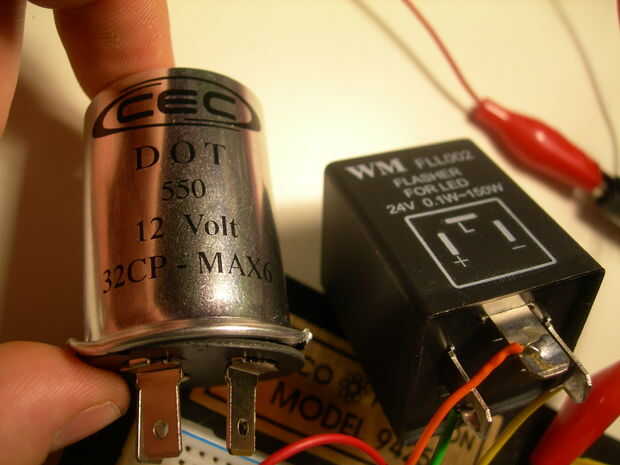 CEC
DOT
550
12 Volt
32CP - MAX6
WM FLL002
FLASHER
FOR LED
24V 0.1W~150W
L
+ -
MODEL